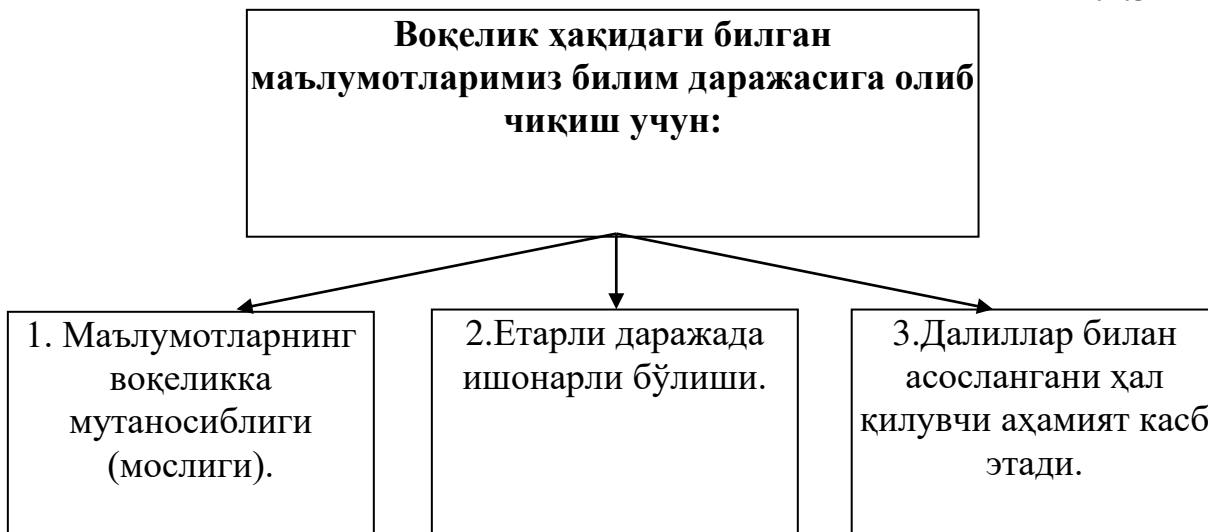 Воқелик ҳақидаги билган
маълумотларимиз билим даражасига олиб
чиқиш учун:
1. Маълумотларнинг
воқеликка
мутаносиблиги
(мослиги).
2.Етарли даражада
ишонарли бўлиши.
3.Далиллар билан
асослангани ҳал
қилувчи аҳамият касб
этади.